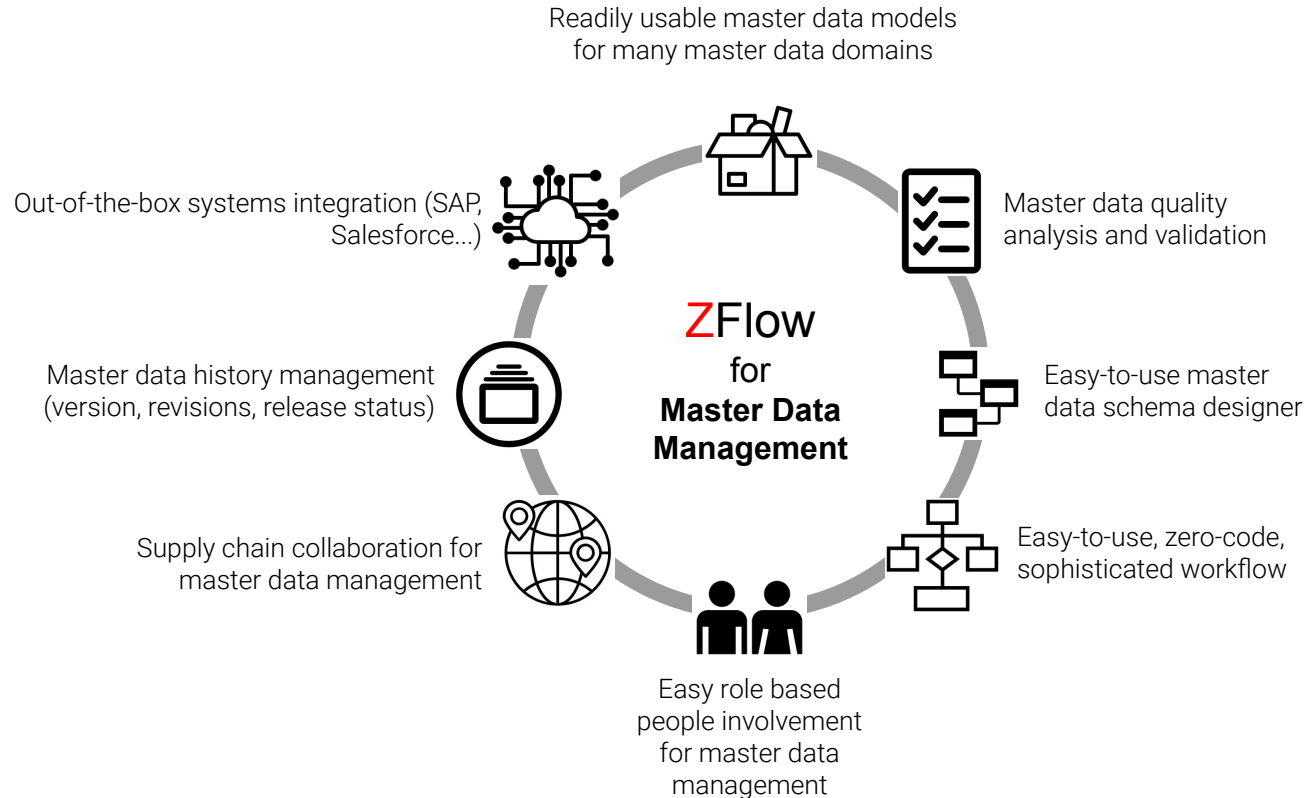 Readily usable master data models
for many master data domains
Out-of-the-box systems integration (SAP,
Salesforce...)
Master data quality
analysis and validation
ZFlow
for
Master Data
Management
Master data history management
(version, revisions, release status)
Easy-to-use master
data schema designer
Supply chain collaboration for
master data management
Easy-to-use, zero-code,
sophisticated workflow
Easy role based
people involvement
for master data
management